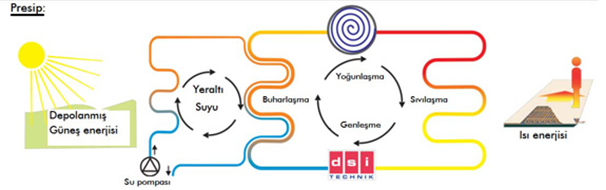 Presip:
Depolanmış
Güneş enerjisi
Su pompası
Yeraltı
Suyu
Buharlaşma
Yoğunlaşma
Genleşme
Sıvılaşma
dsi
TECHNIK
Isı enerjisi